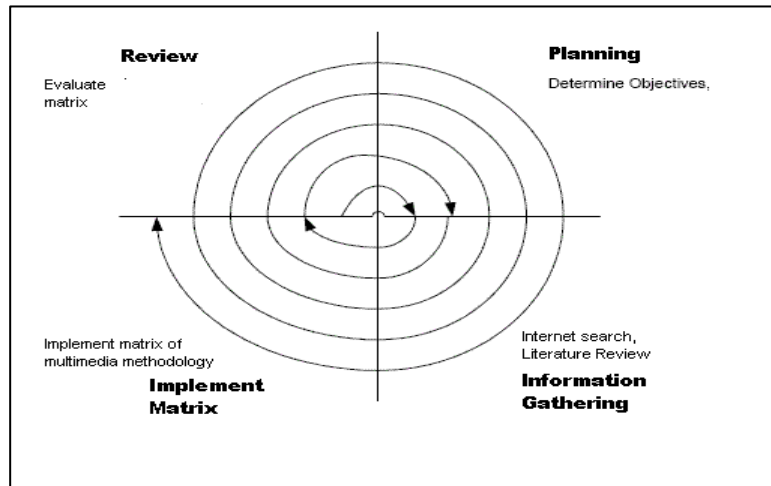 Review
Evaluate
matrix
Planning
Determine Objectives,
Implement matrix of
multimedia methodology
Implement
Matrix
Internet search,
Literature Review
Information
Gathering